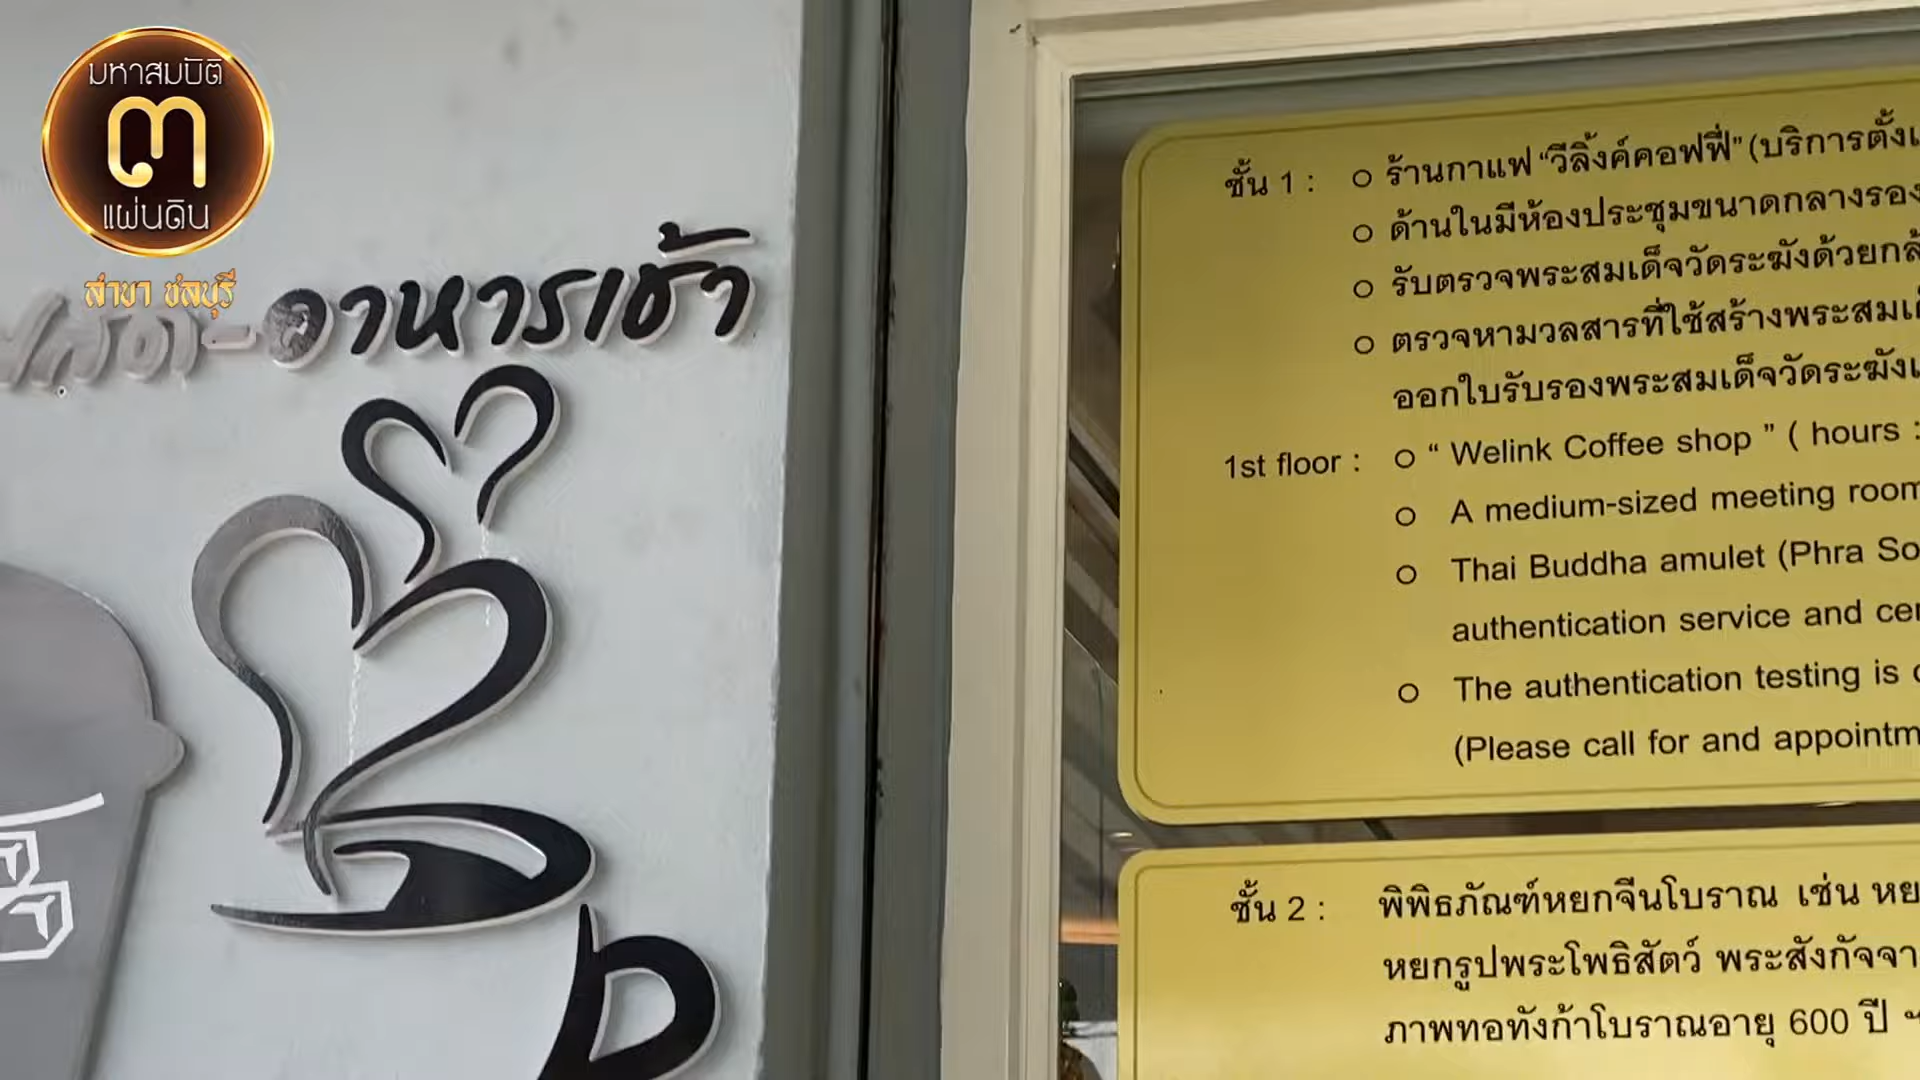 มหาสมบัติ
๓
แผ่นดิน
สาขา ชลบุรี
-อาหารเช้า
ชั้น 1 : ○ ร้านกาแฟ “วีลิ้งค์คอฟฟี่” (บริการตั้งแ
○ ด้านในมีห้องประชุมขนาดกลางรอง
○ รับตรวจพระสมเด็จวัดระฆังด้วยกล้
○ ตรวจหามวลสารที่ใช้สร้างพระสมเด็
ออกใบรับรองพระสมเด็จวัดระฆังแ
1st floor : ○ “ Welink Coffee shop ” ( hours :
○ A medium-sized meeting room
○ Thai Buddha amulet (Phra So
authentication service and cer
○ The authentication testing is
(Please call for and appointm
ชั้น 2 : พิพิธภัณฑ์หยกจีนโบราณ เช่น หย
หยกรูปพระโพธิสัตว์ พระสังกัจจา
ภาพทอทังก้าโบราณอายุ 600 ปี ฯ